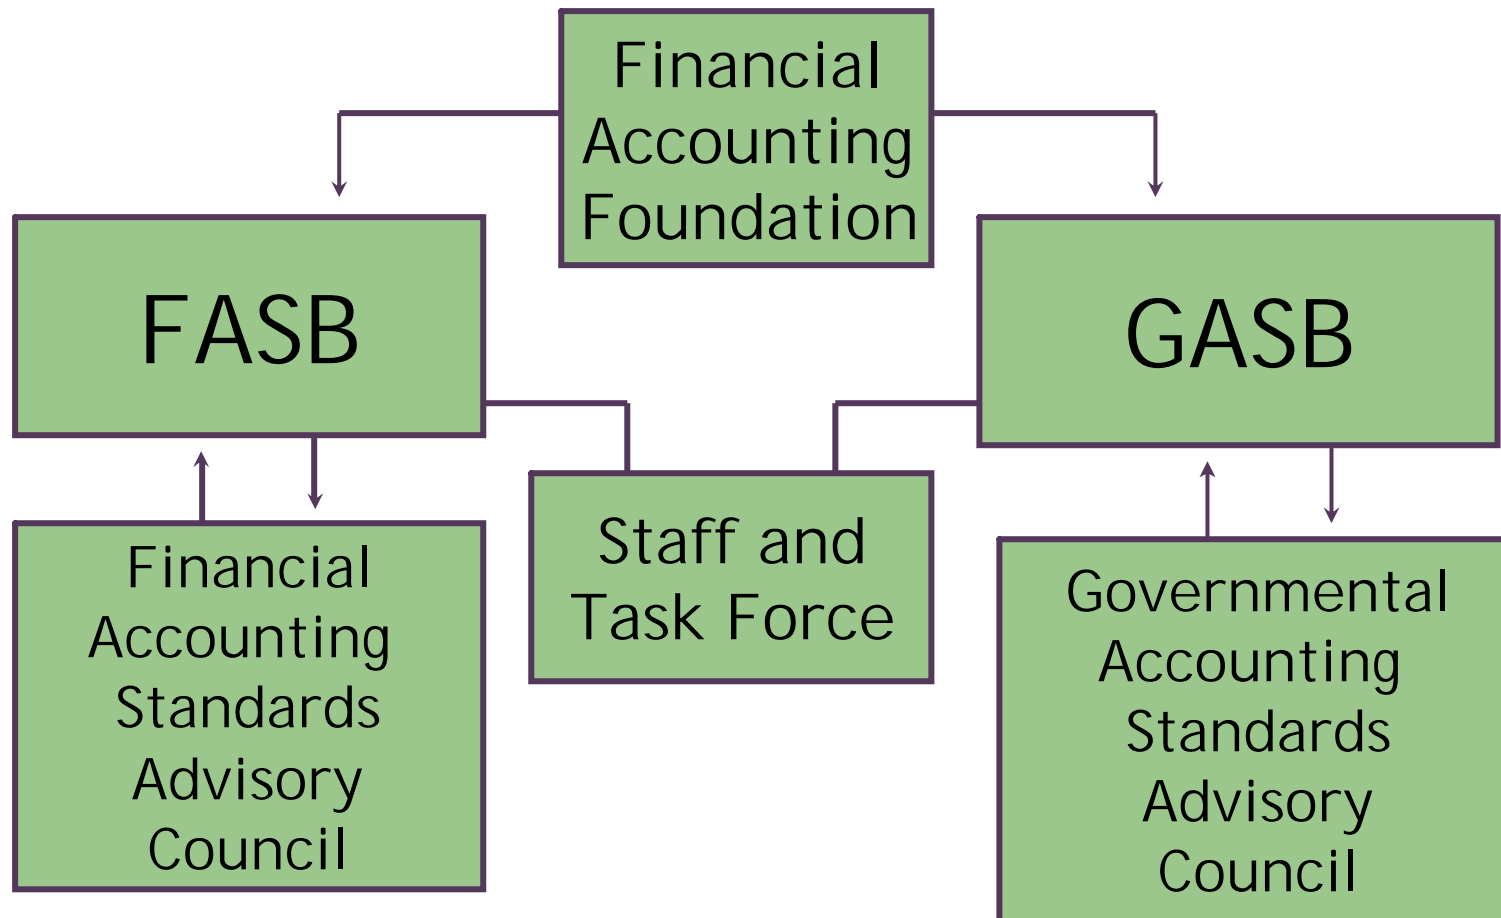 Financial
Accounting
Foundation
FASB
GASB
Staff and
Task Force
Financial
Accounting
Standards
Advisory
Council
Governmental
Accounting
Standards
Advisory
Council